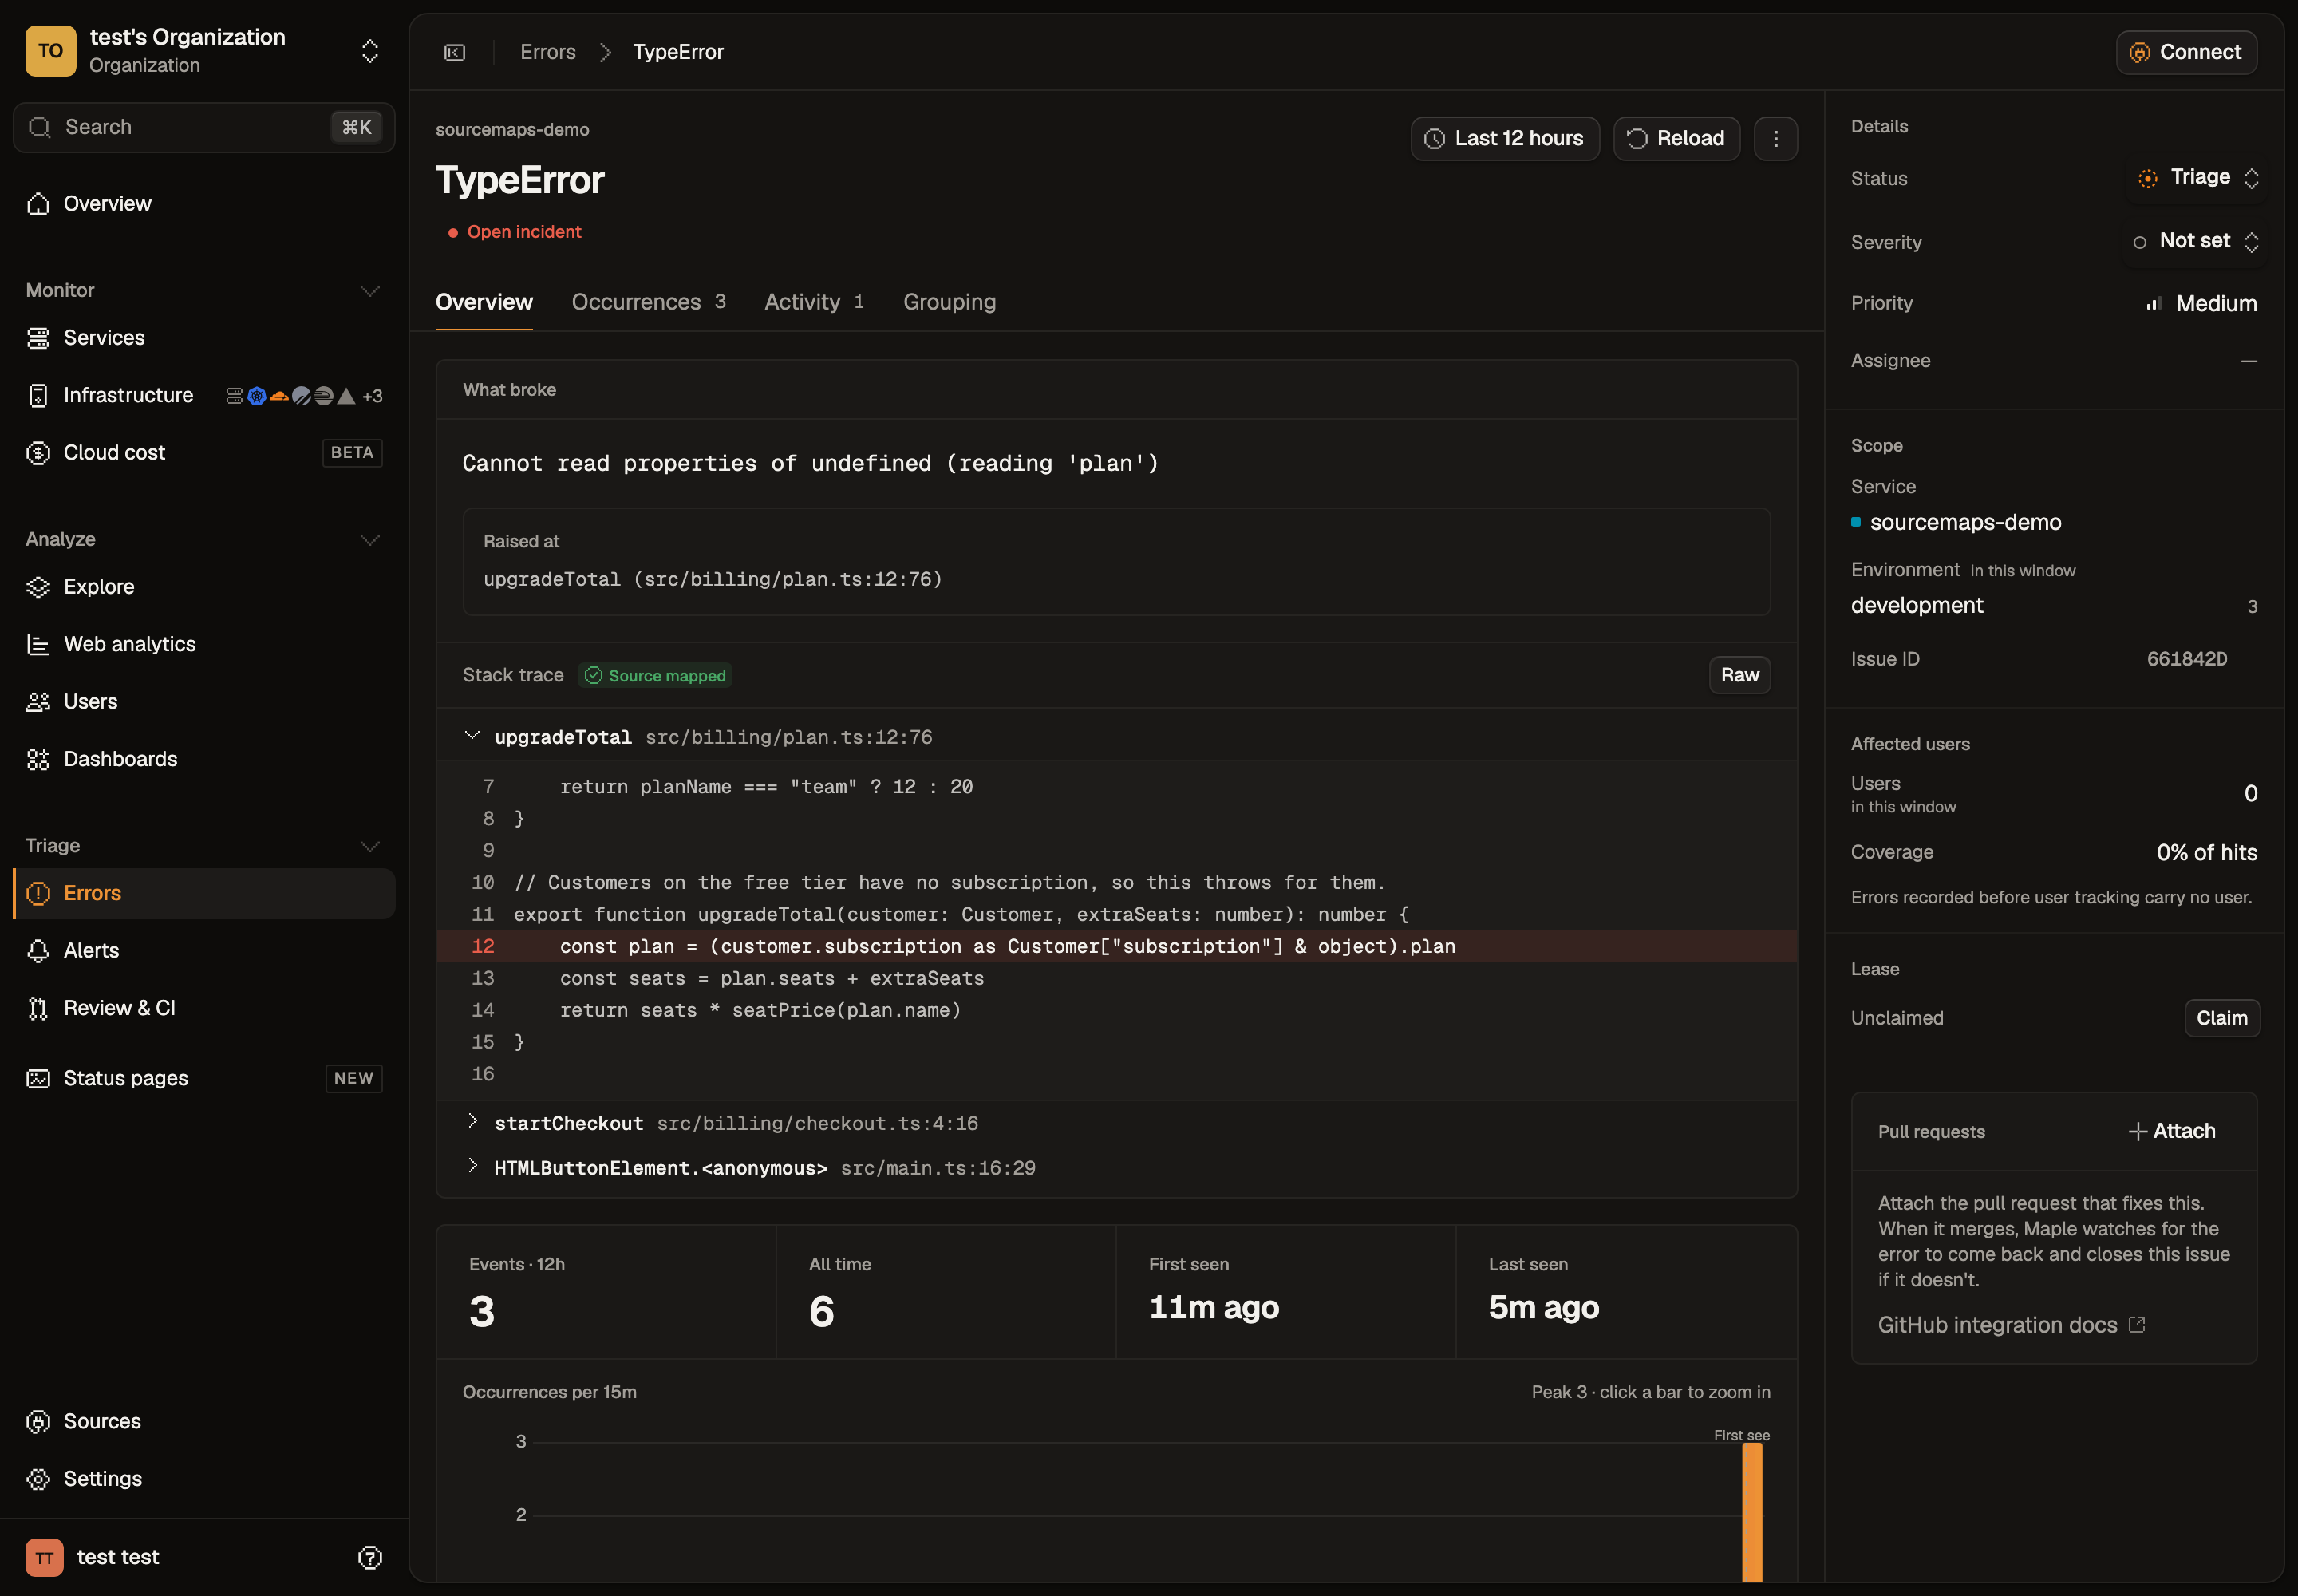 TO
test's Organization
Organization
Search
⌘K
Overview
Monitor
Services
Infrastructure
+3
Cloud cost
BETA
Analyze
Explore
Web analytics
Users
Dashboards
Triage
Errors
Alerts
Review & CI
Status pages
NEW
Sources
Settings
TT
test test
Errors
TypeError
Connect
sourcemaps-demo
TypeError
Open incident
Last 12 hours
Reload
Overview
Occurrences 3
Activity 1
Grouping
What broke
Cannot read properties of undefined (reading 'plan')
Raised at
upgradeTotal (src/billing/plan.ts:12:76)
Stack trace
Source mapped
Raw
upgradeTotal src/billing/plan.ts:12:76
7 return planName === "team" ? 12 : 20
8 }
9
10 // Customers on the free tier have no subscription, so this throws for them.
11 export function upgradeTotal(customer: Customer, extraSeats: number): number {
12 const plan = (customer.subscription as Customer["subscription"] & object).plan
13 const seats = plan.seats + extraSeats
14 return seats * seatPrice(plan.name)
15 }
16
startCheckout src/billing/checkout.ts:4:16
HTMLButtonElement.<anonymous> src/main.ts:16:29
Events · 12h
3
All time
6
First seen
11m ago
Last seen
5m ago
Occurrences per 15m
Peak 3 · click a bar to zoom in
First see
3
2
Details
Status
Triage
Severity
Not set
Priority
Medium
Assignee
—
Scope
Service
sourcemaps-demo
Environment in this window
development
3
Issue ID
661842D
Affected users
Users
in this window
0
Coverage
0% of hits
Errors recorded before user tracking carry no user.
Lease
Unclaimed
Claim
Pull requests
Attach
Attach the pull request that fixes this.
When it merges, Maple watches for the
error to come back and closes this issue
if it doesn't.
GitHub integration docs